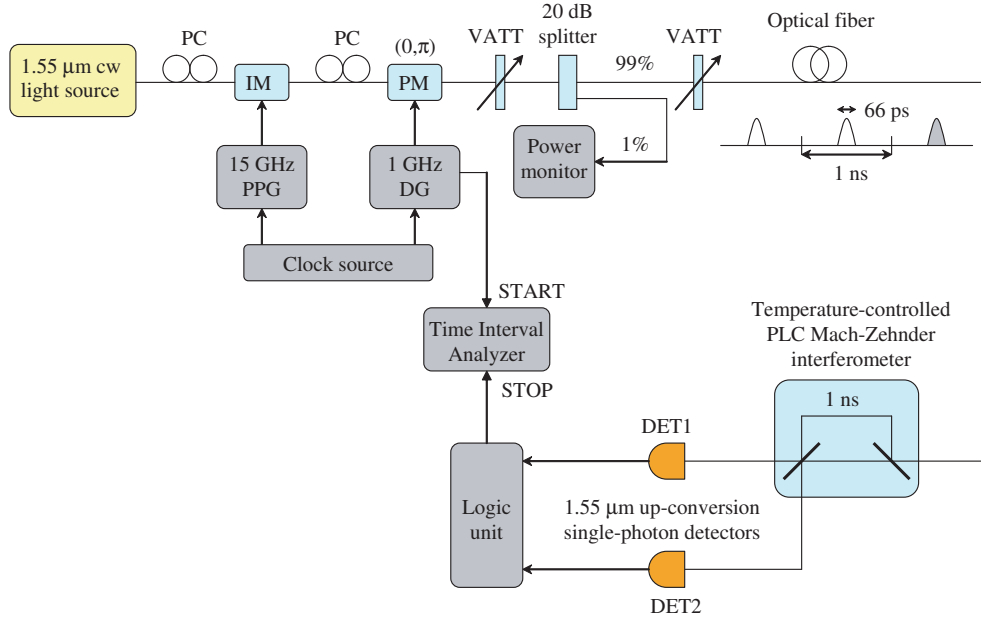 PC
PC
(0,π)
VATT
20 dB
splitter
VATT
Optical fiber
1.55 μm cw
light source
IM
PM
99%
66 ps
1%
Power
monitor
1 ns
15 GHz
PPG
1 GHz
DG
Clock source
START
Time Interval
Analyzer
STOP
Temperature-controlled
PLC Mach-Zehnder
interferometer
1 ns
DET1
Logic
unit
1.55 μm up-conversion
single-photon detectors
DET2